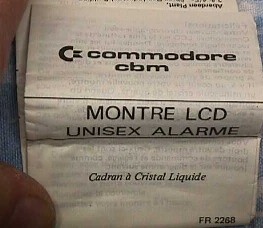 commodore
cbm
MONTRE LCD
UNISEX ALARME
Cadran à Cristal Liquide
FR 2268